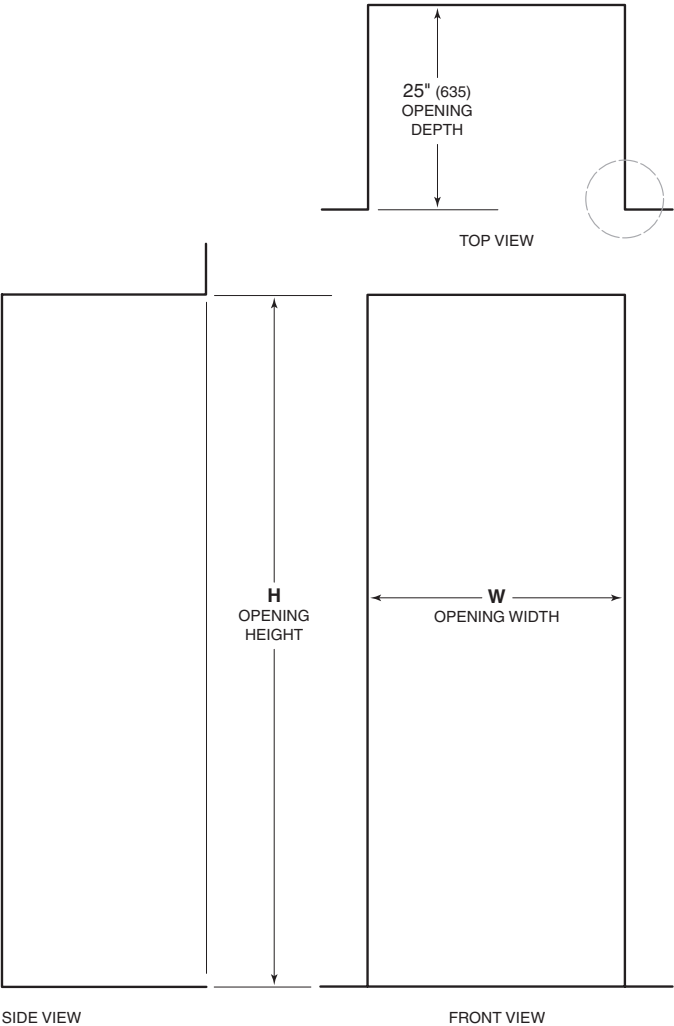 25" (635)
OPENING
DEPTH
TOP VIEW
H
OPENING
HEIGHT
W
OPENING WIDTH
SIDE VIEW
FRONT VIEW